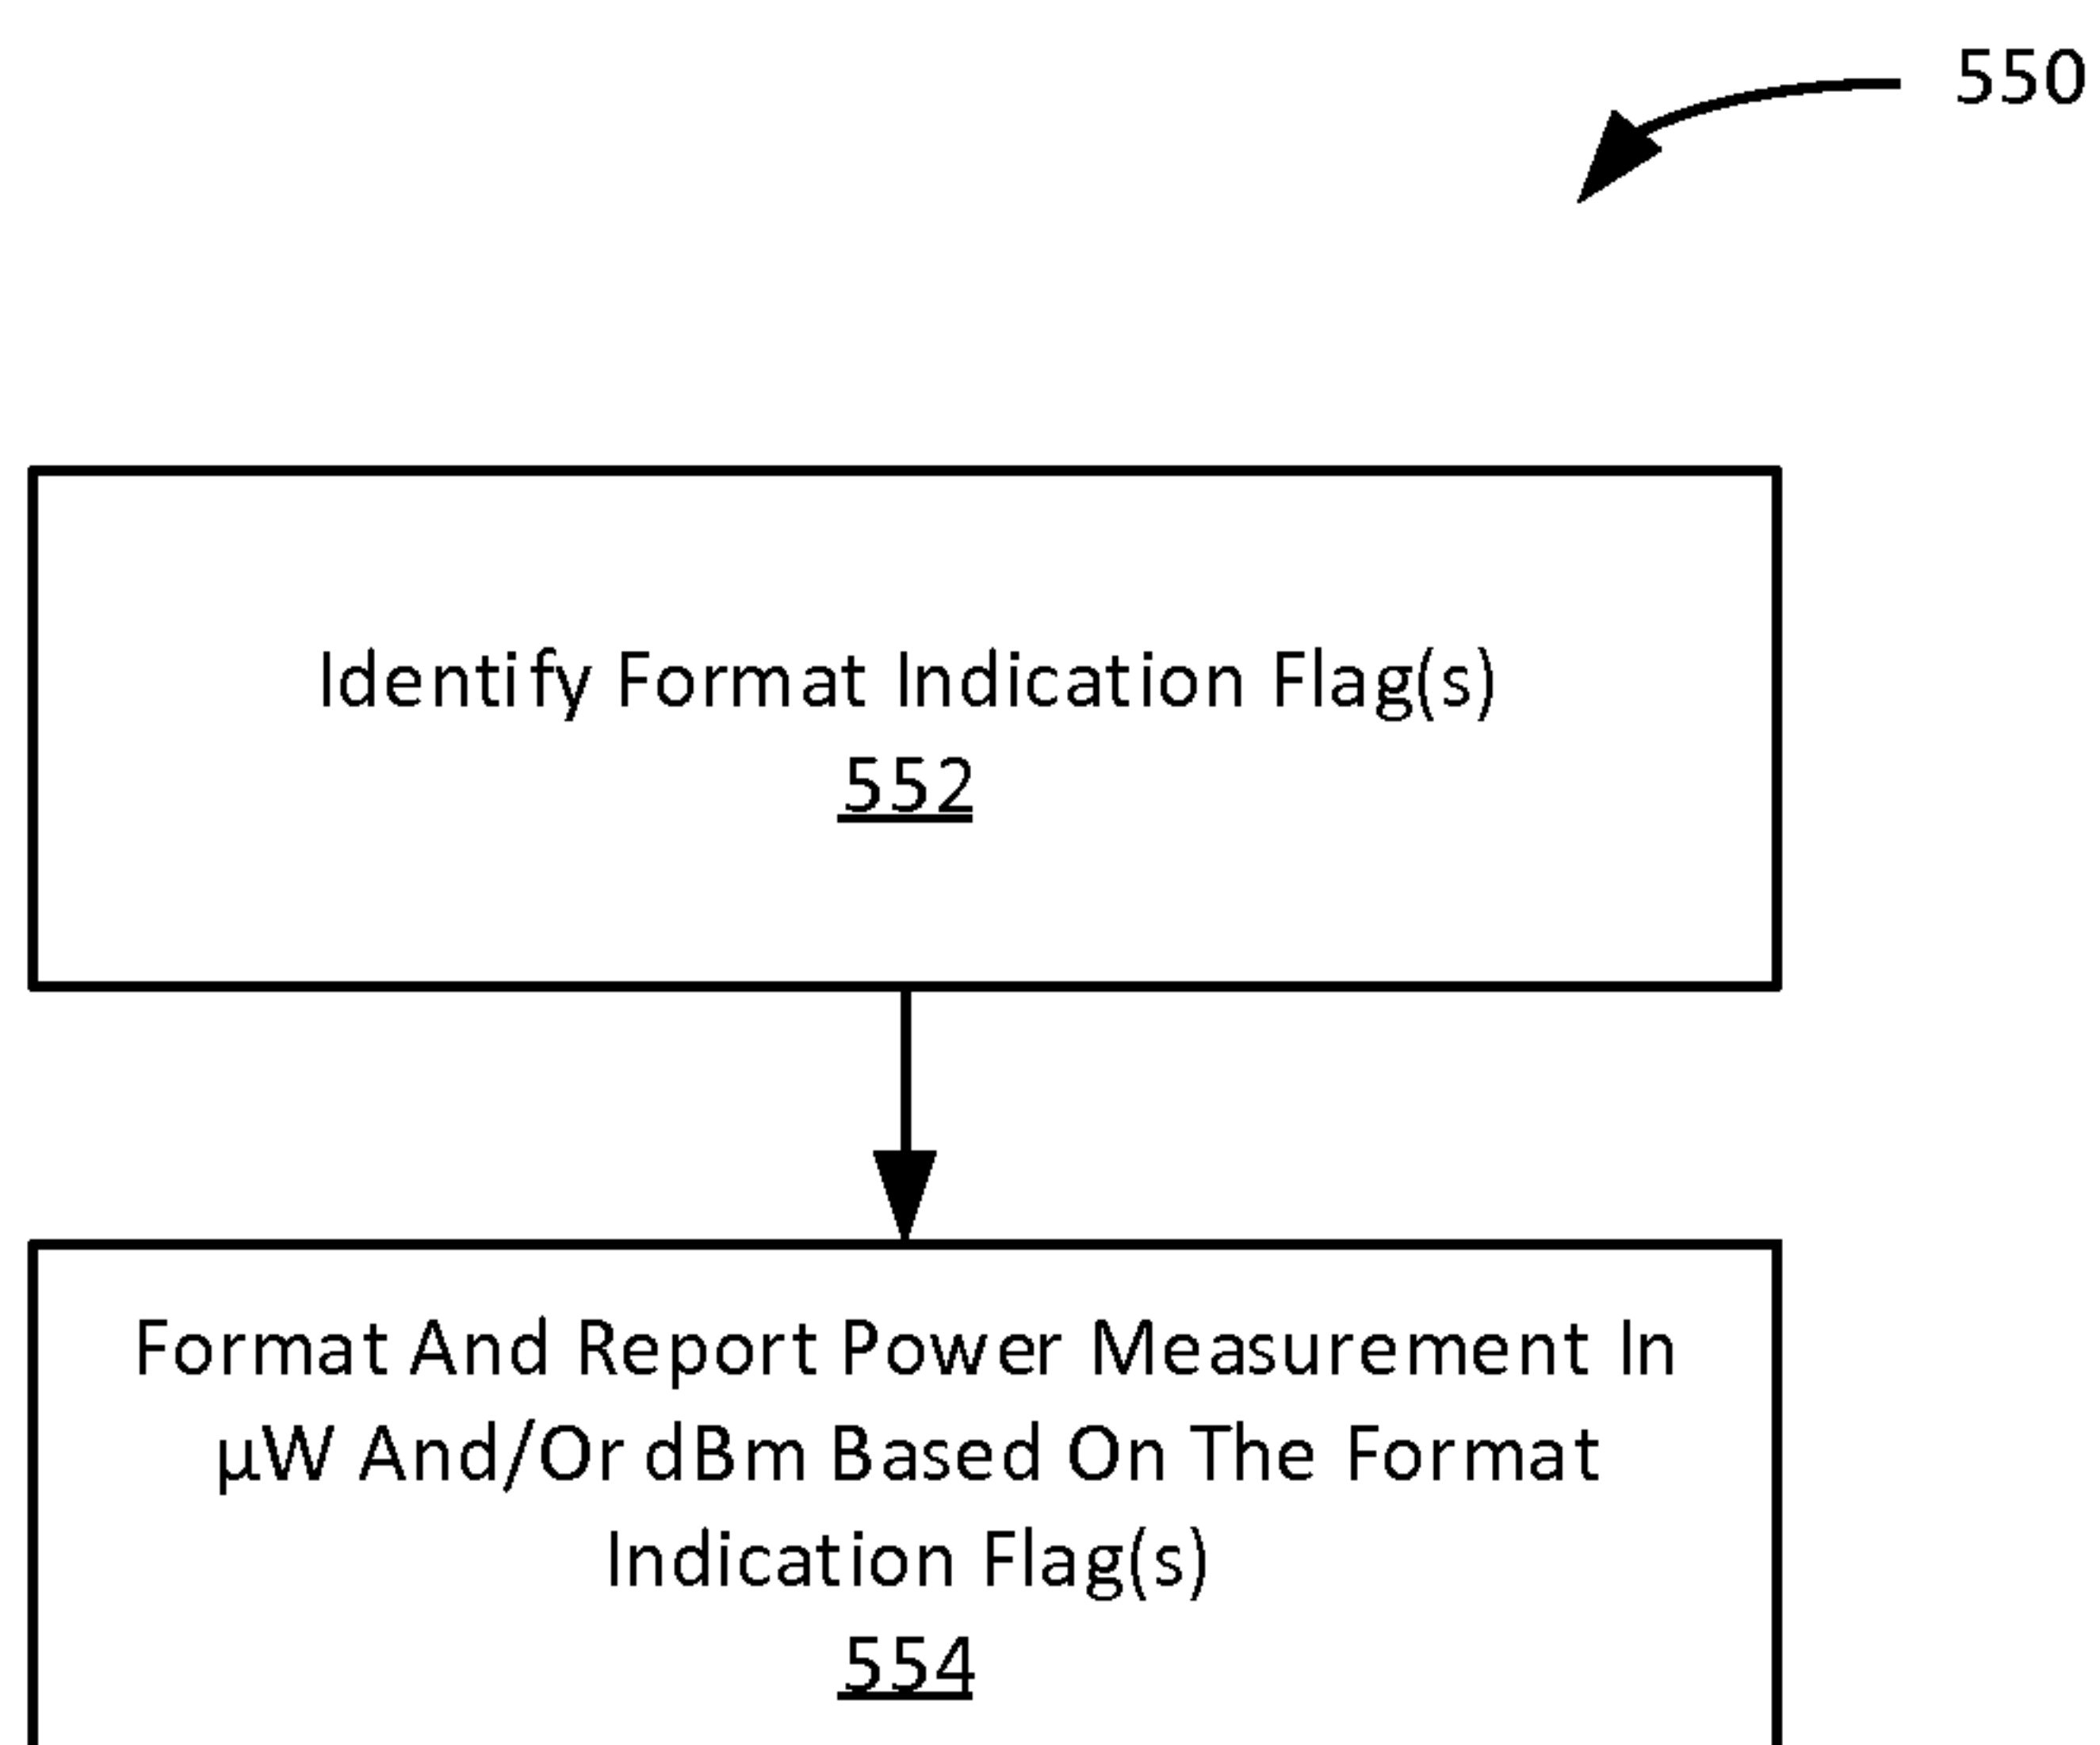 550
Identify Format Indication Flag(s)
552
Format And Report Power Measurement In
µW And/Or dBm Based On The Format
Indication Flag(s)
554